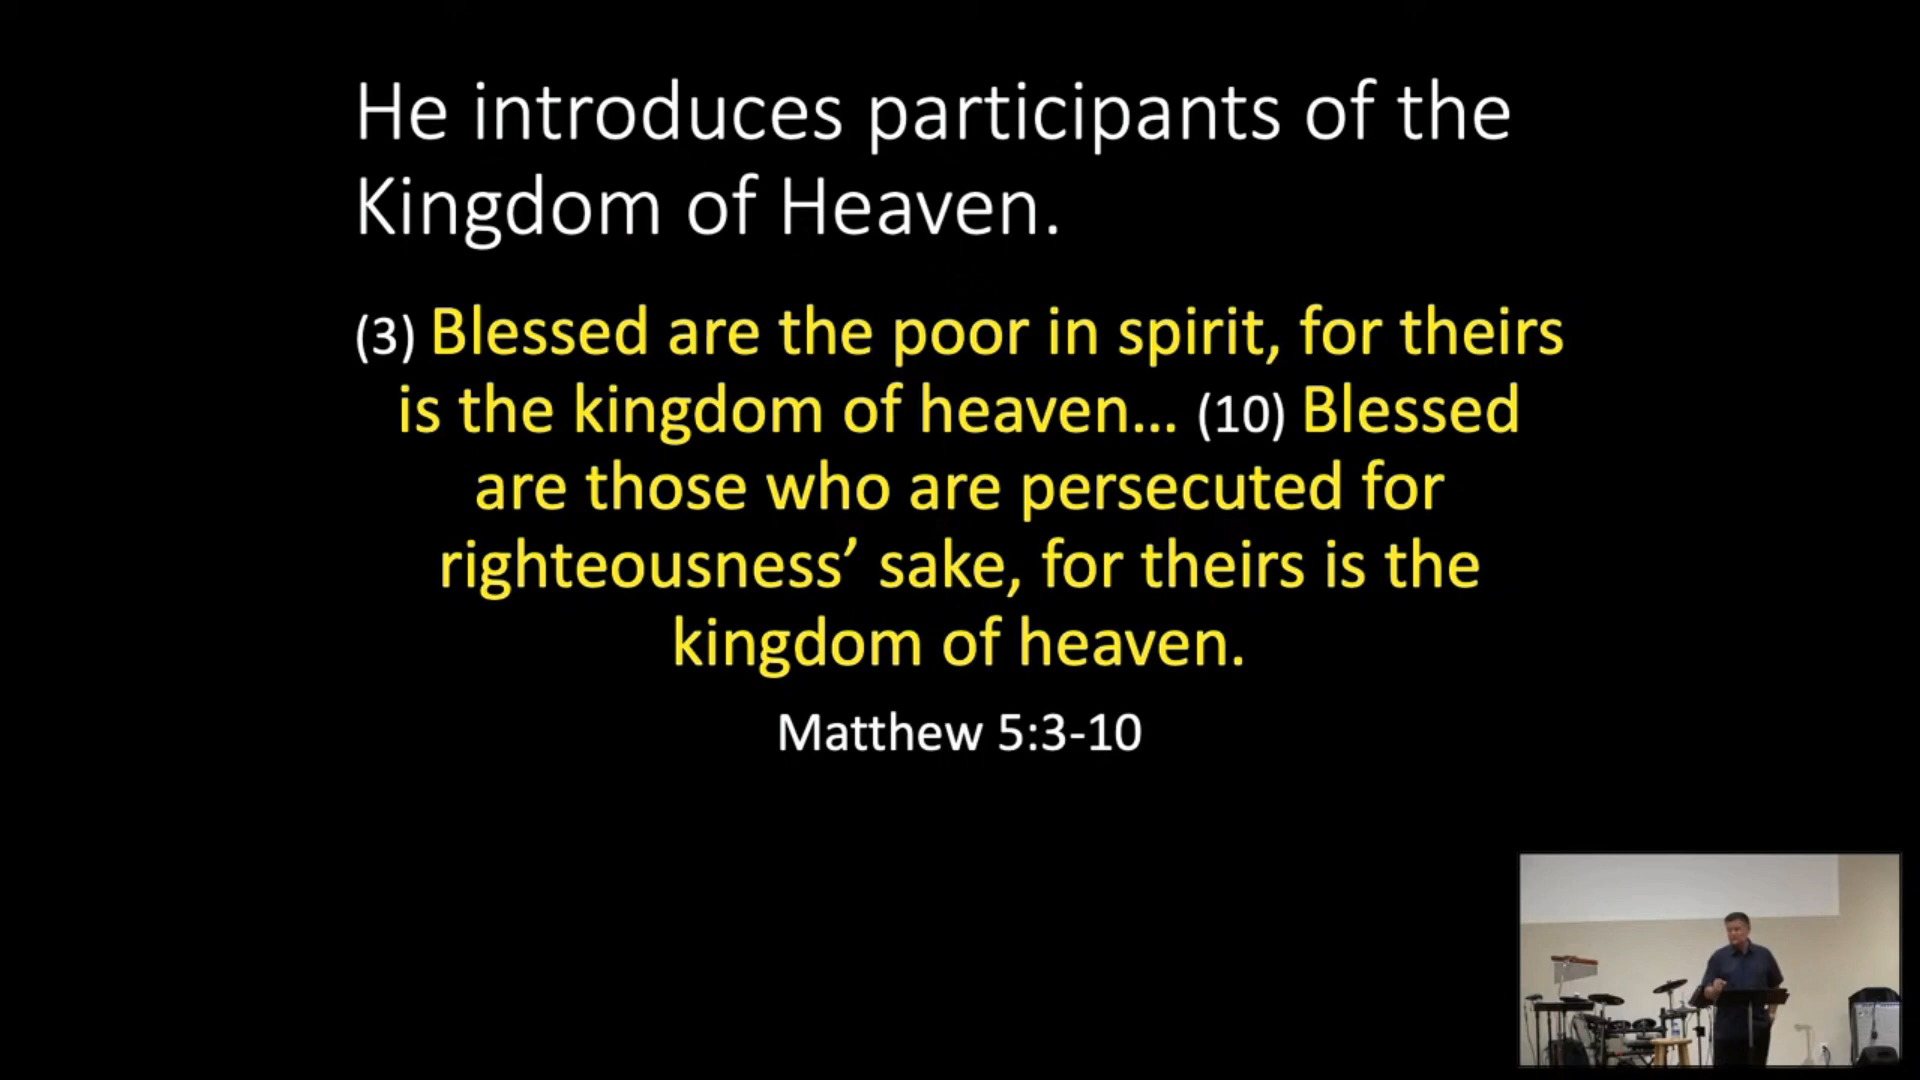 He introduces participants of the
Kingdom of Heaven.
(3) Blessed are the poor in spirit, for theirs
is the kingdom of heaven... (10) Blessed
are those who are persecuted for
righteousness’ sake, for theirs is the
kingdom of heaven.
Matthew 5:3-10